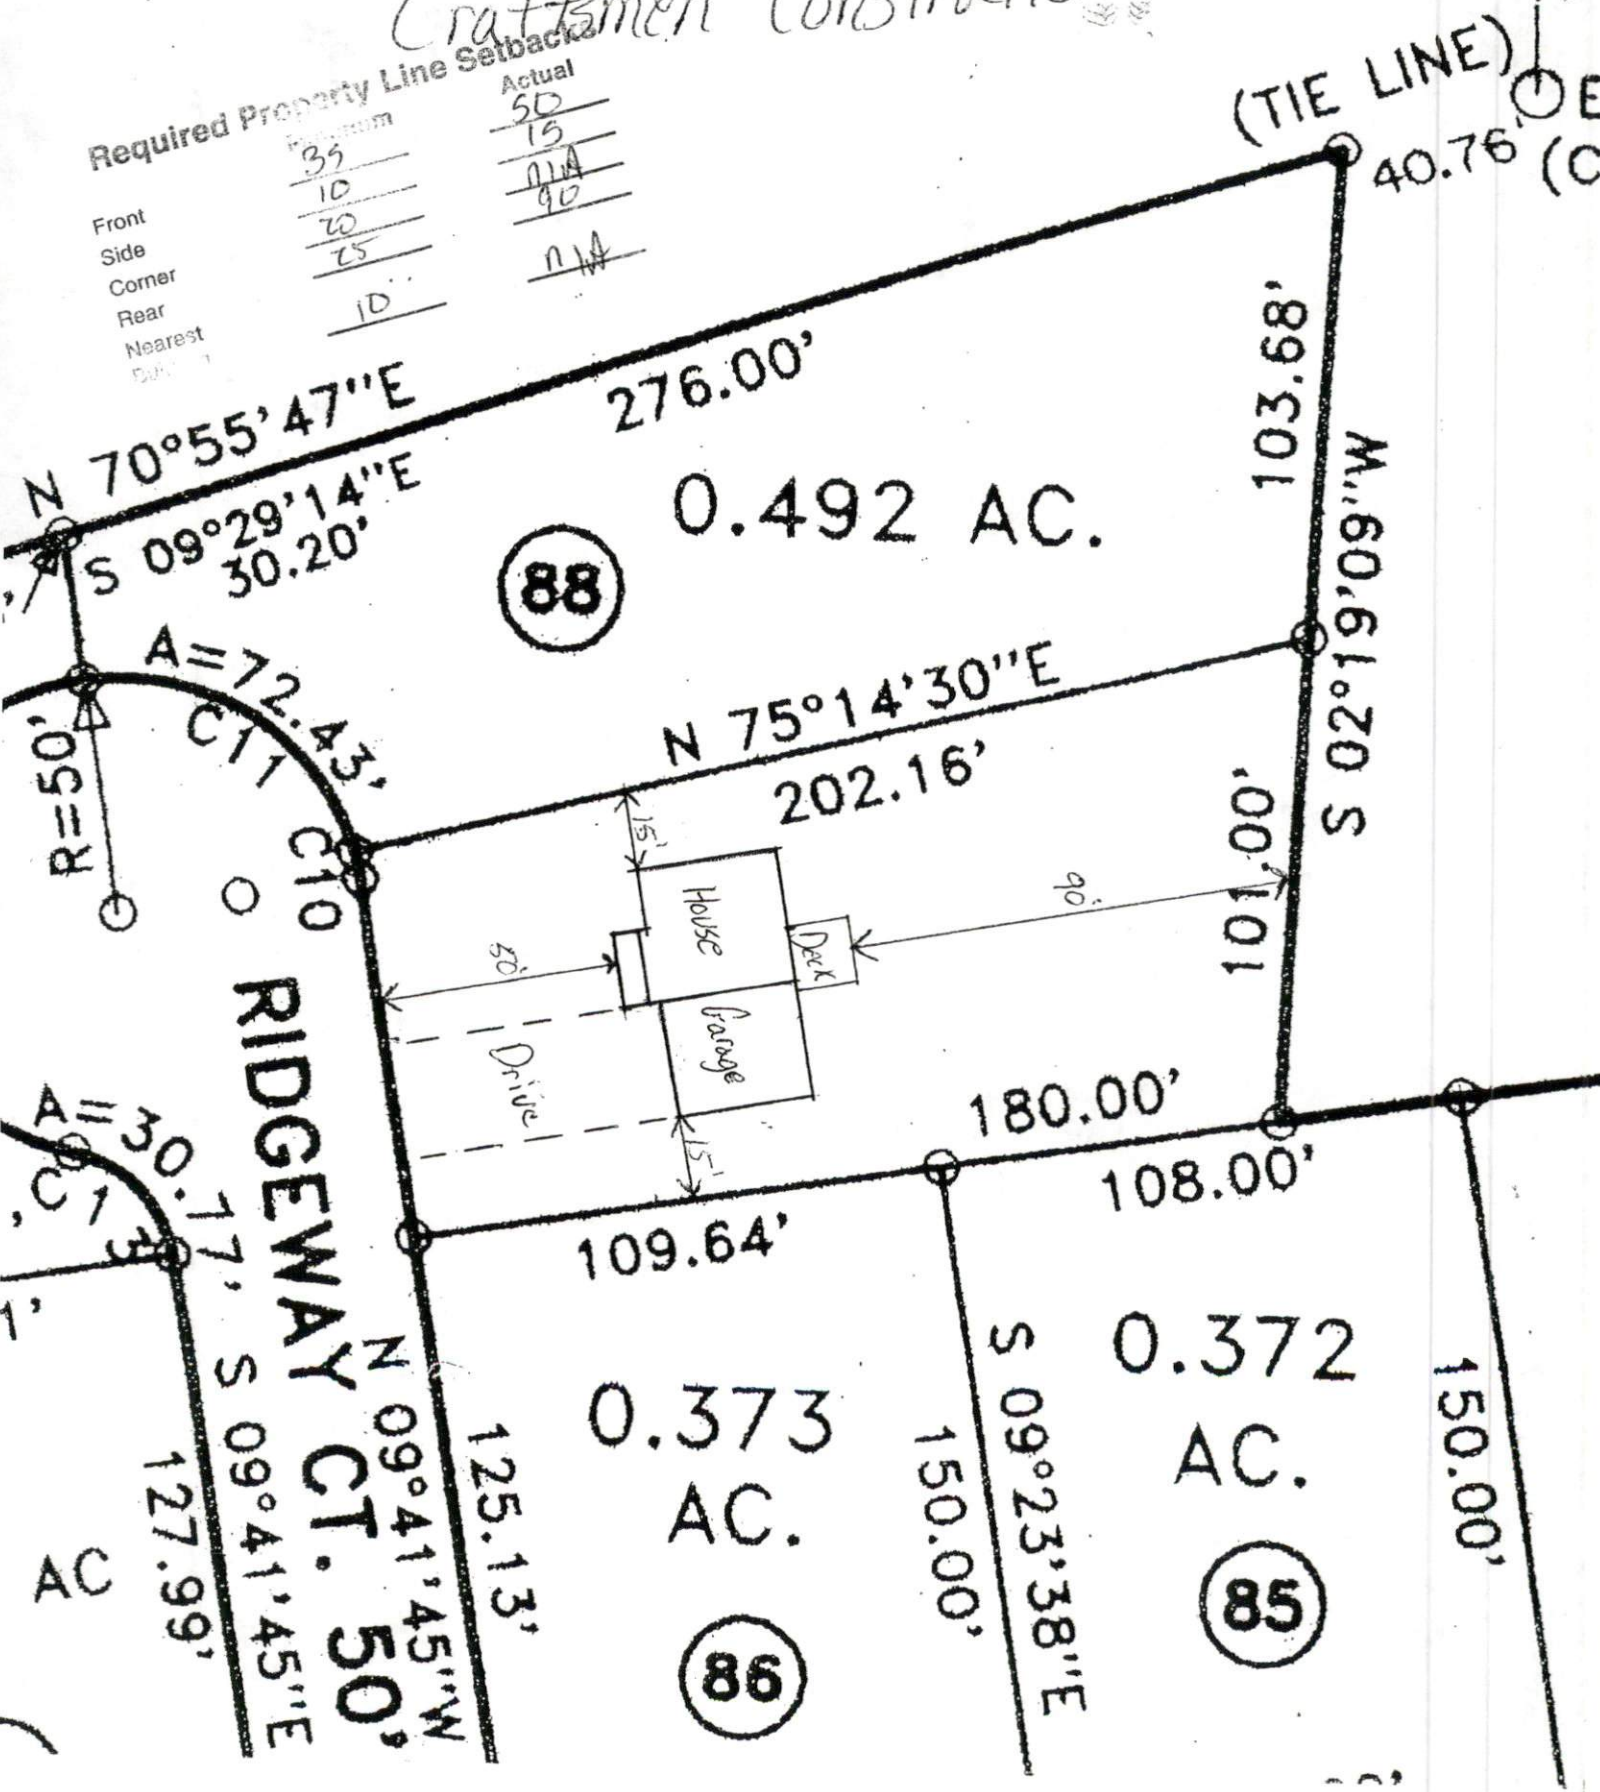 Craftsmen
Required Property Line Setbacks
Actual
Front 35 50
Side 10 15
Corner 20 n/A
Rear 25 90
Nearest 10 n/A
(TIE LINE)
40.76'
E
(C
N 70°55'47"E
276.00'
S 09°29'14"E
30.20'
0.492 AC.
88
103.68'
S 02°19'09"W
A=72.43'
C11
R=50'
C10
N 75°14'30"E
202.16'
101.00'
15'
House
Deck
90'
50'
Garage
Drive
15'
180.00'
108.00'
109.64'
A=30.77'
C13
1'
RIDGEWAY CT. 50'
S 09°41'45"E
127.99'
N 09°41'45"W
125.13'
AC
0.373
AC.
86
150.00'
S 09°23'38"E
0.372
AC.
85
150.00'